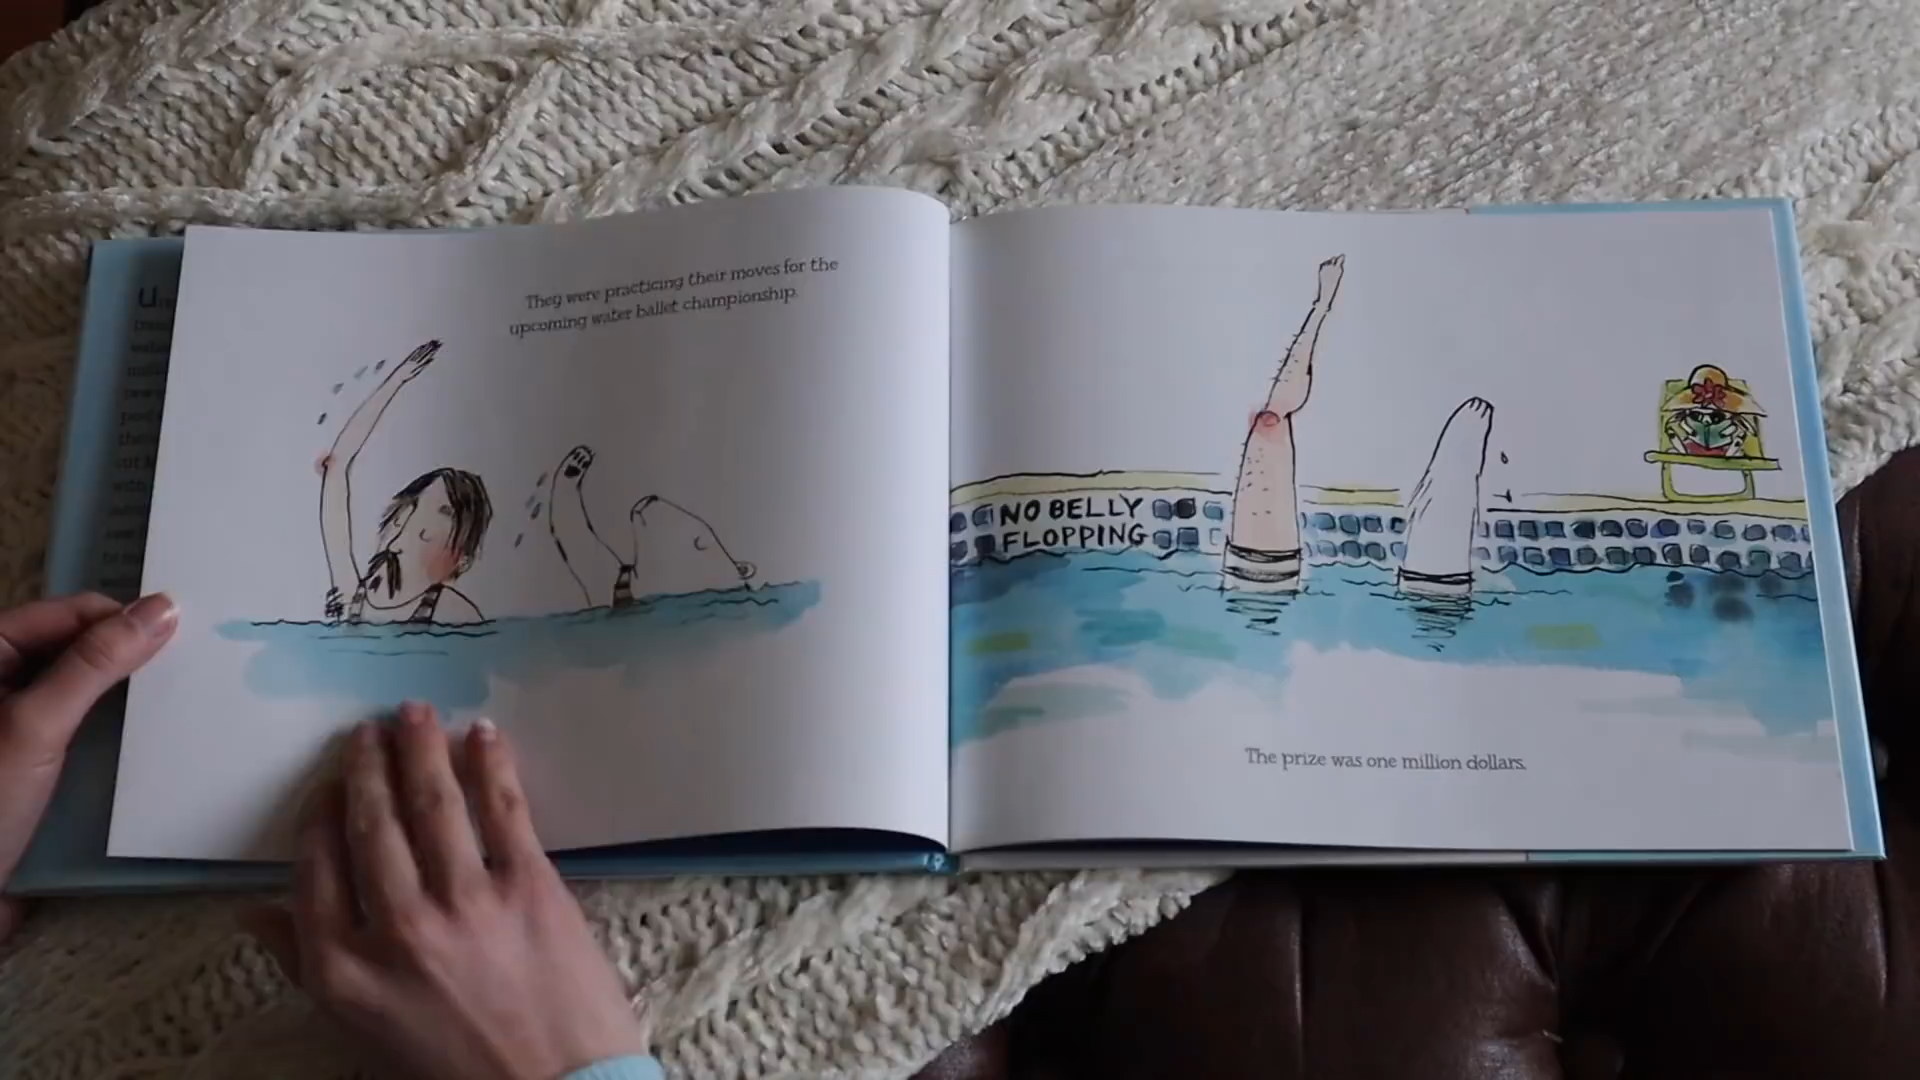 They were practicing their moves for the
upcoming water ballet championship.
NO BELLY
FLOPPING
The prize was one million dollars.